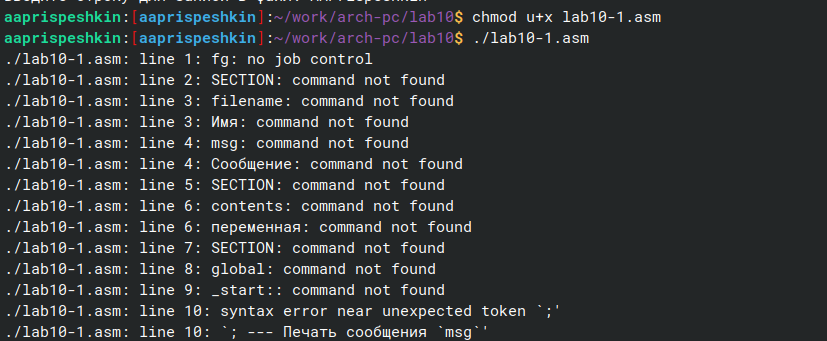 aaprispeshkin:[aaprispeshkin]:~/work/arch-pc/lab10$ chmod u+x lab10-1.asm
aaprispeshkin:[aaprispeshkin]:~/work/arch-pc/lab10$ ./lab10-1.asm
./lab10-1.asm: line 1: fg: no job control
./lab10-1.asm: line 2: SECTION: command not found
./lab10-1.asm: line 3: filename: command not found
./lab10-1.asm: line 3: Имя: command not found
./lab10-1.asm: line 4: msg: command not found
./lab10-1.asm: line 4: Сообщение: command not found
./lab10-1.asm: line 5: SECTION: command not found
./lab10-1.asm: line 6: contents: command not found
./lab10-1.asm: line 6: переменная: command not found
./lab10-1.asm: line 7: SECTION: command not found
./lab10-1.asm: line 8: global: command not found
./lab10-1.asm: line 9: _start:: command not found
./lab10-1.asm: line 10: syntax error near unexpected token `;'
./lab10-1.asm: line 10: `; --- Печать сообщения `msg`'